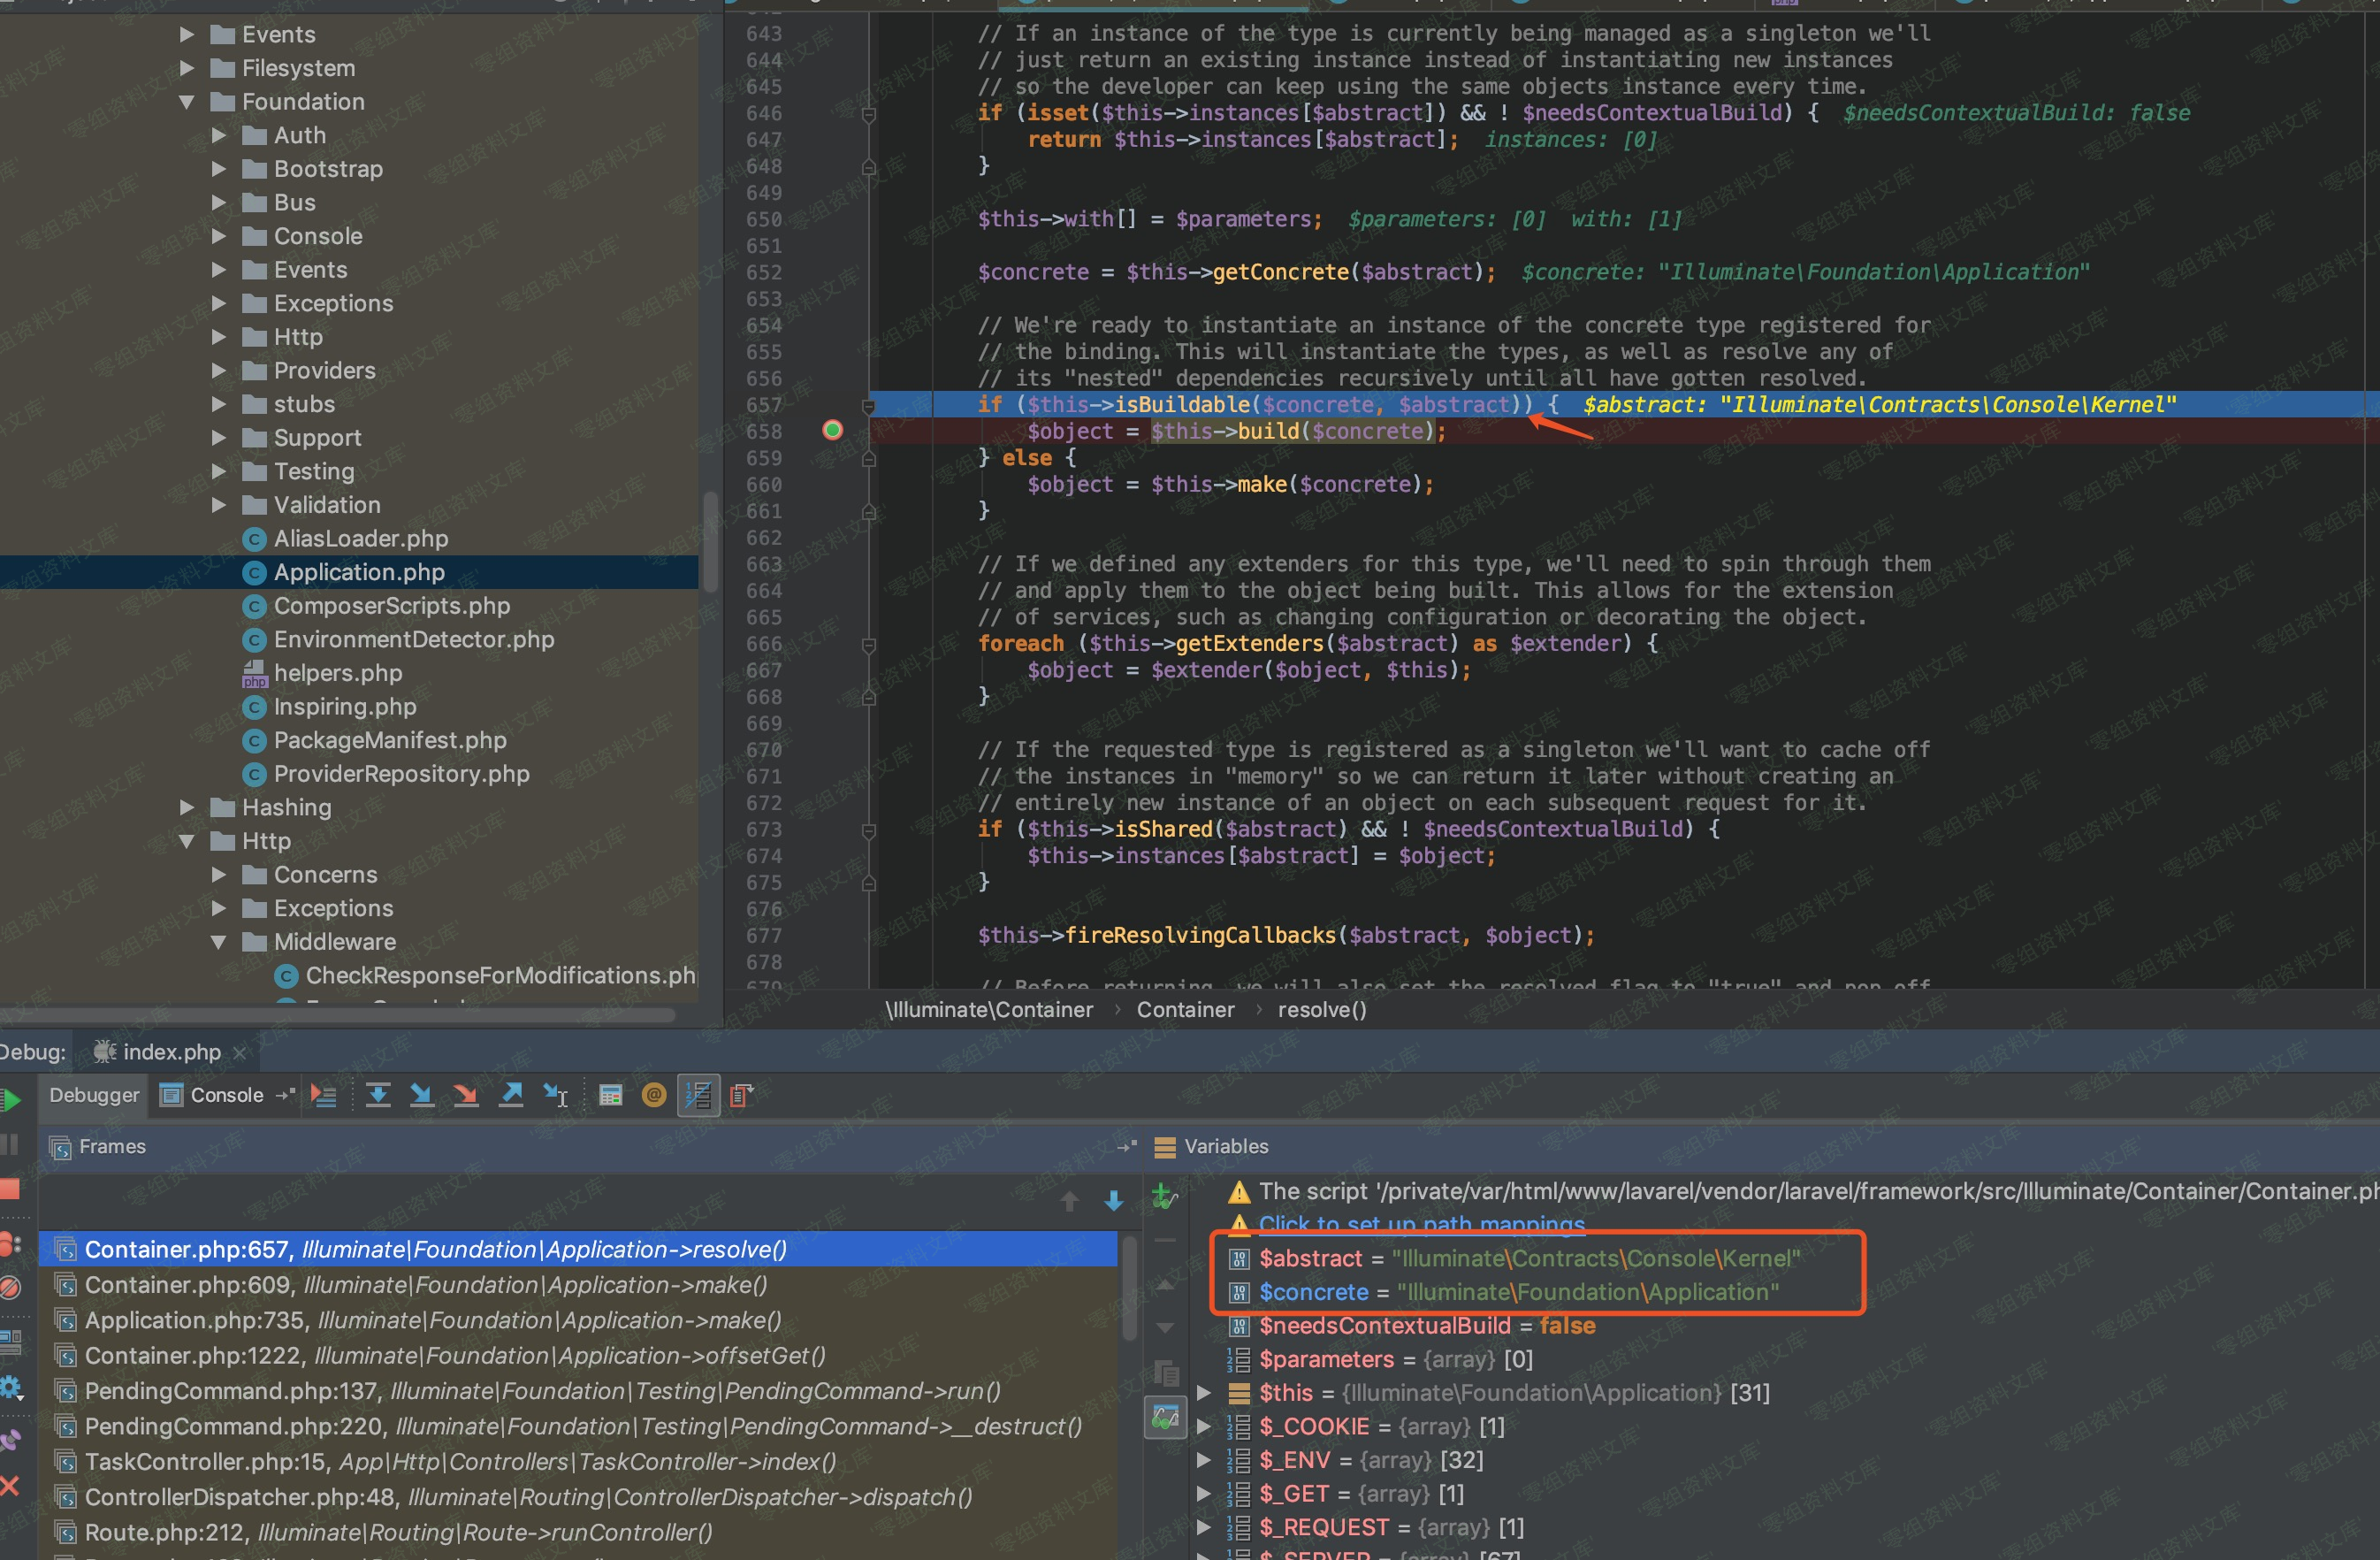 Events
Filesystem
Foundation
Auth
Bootstrap
Bus
Console
Events
Exceptions
Http
Providers
stubs
Support
Testing
Validation
AliasLoader.php
Application.php
ComposerScripts.php
EnvironmentDetector.php
helpers.php
Inspiring.php
PackageManifest.php
ProviderRepository.php
Hashing
Http
Concerns
Exceptions
Middleware
CheckResponseForModifications.ph
643 // If an instance of the type is currently being managed as a singleton we'll
644 // just return an existing instance instead of instantiating new instances
645 // so the developer can keep using the same objects instance every time.
646 if (isset($this->instances[$abstract]) && ! $needsContextualBuild) { $needsContextualBuild: false
647 return $this->instances[$abstract]; instances: [0]
648 }
649
650 $this->with[] = $parameters; $parameters: [0] with: [1]
651
652 $concrete = $this->getConcrete($abstract); $concrete: "Illuminate\Foundation\Application"
653
654 // We're ready to instantiate an instance of the concrete type registered for
655 // the binding. This will instantiate the types, as well as resolve any of
656 // its "nested" dependencies recursively until all have gotten resolved.
657 if ($this->isBuildable($concrete, $abstract)) { $abstract: "Illuminate\Contracts\Console\Kernel"
658 $object = $this->build($concrete);
659 } else {
660 $object = $this->make($concrete);
661 }
662
663 // If we defined any extenders for this type, we'll need to spin through them
664 // and apply them to the object being built. This allows for the extension
665 // of services, such as changing configuration or decorating the object.
666 foreach ($this->getExtenders($abstract) as $extender) {
667 $object = $extender($object, $this);
668 }
669
670 // If the requested type is registered as a singleton we'll want to cache off
671 // the instances in "memory" so we can return it later without creating an
672 // entirely new instance of an object on each subsequent request for it.
673 if ($this->isShared($abstract) && ! $needsContextualBuild) {
674 $this->instances[$abstract] = $object;
675 }
676
677 $this->fireResolvingCallbacks($abstract, $object);
678
679 // Before returning, we will also set the resolved flag to "true" and pop off
\Illuminate\Container › Container › resolve()
Debug: index.php
Debugger Console
Frames
Container.php:657, Illuminate\Foundation\Application->resolve()
Container.php:609, Illuminate\Foundation\Application->make()
Application.php:735, Illuminate\Foundation\Application->make()
Container.php:1222, Illuminate\Foundation\Application->offsetGet()
PendingCommand.php:137, Illuminate\Foundation\Testing\PendingCommand->run()
PendingCommand.php:220, Illuminate\Foundation\Testing\PendingCommand->__destruct()
TaskController.php:15, App\Http\Controllers\TaskController->index()
ControllerDispatcher.php:48, Illuminate\Routing\ControllerDispatcher->dispatch()
Route.php:212, Illuminate\Routing\Route->runController()
Variables
The script '/private/var/html/www/lavarel/vendor/laravel/framework/src/Illuminate/Container/Container.ph
Click to set up path mappings
$abstract = "Illuminate\Contracts\Console\Kernel"
$concrete = "Illuminate\Foundation\Application"
$needsContextualBuild = false
$parameters = {array} [0]
$this = {Illuminate\Foundation\Application} [31]
$_COOKIE = {array} [1]
$_ENV = {array} [32]
$_GET = {array} [1]
$_REQUEST = {array} [1]
$_SERVER = {array} [67]
零组资料文库